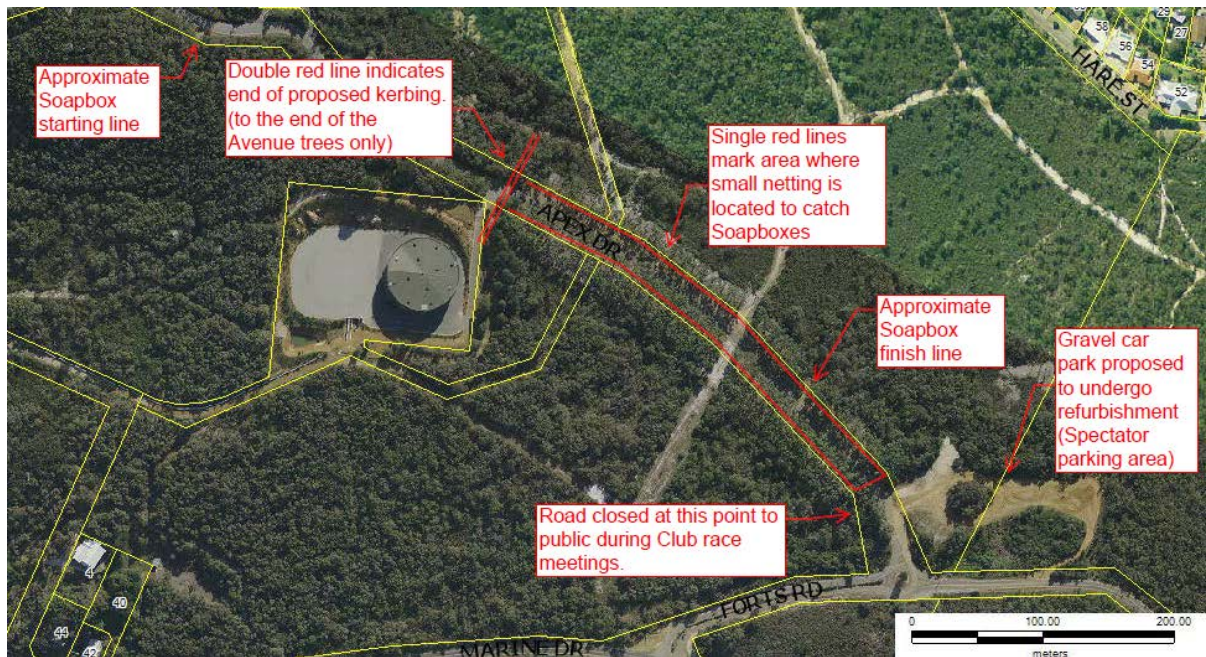 Approximate
Soapbox
starting line
Double red line indicates
end of proposed kerbing.
(to the end of the
Avenue trees only)
Single red lines
mark area where
small netting is
located to catch
Soapboxes
HARE ST
58
56
54
52
29
27
APEX DR
Approximate
Soapbox
finish line
Gravel car
park proposed
to undergo
refurbishment
(Spectator
parking area)
Road closed at this point to
public during Club race
meetings.
4
40
44
42
FORTS RD
MARINE DR
0 100.00 200.00
meters